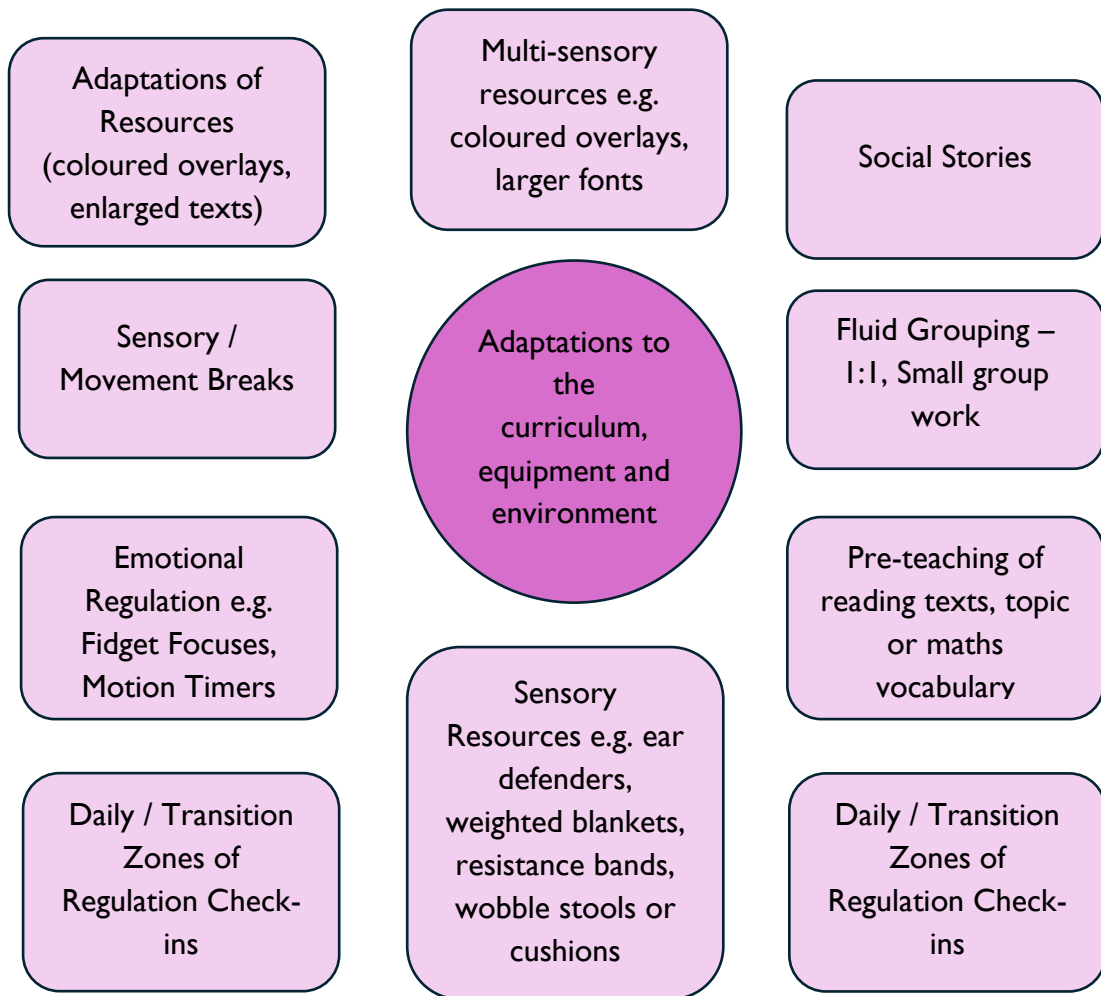 Adaptations of
Resources
(coloured overlays,
enlarged texts)
Multi-sensory
resources e.g.
coloured overlays,
larger fonts
Social Stories
Sensory /
Movement Breaks
Adaptations to
the
curriculum,
equipment and
environment
Fluid Grouping –
1:1, Small group
work
Emotional
Regulation e.g.
Fidget Focuses,
Motion Timers
Pre-teaching of
reading texts, topic
or maths
vocabulary
Sensory
Resources e.g. ear
defenders,
weighted blankets,
resistance bands,
wobble stools or
cushions
Daily / Transition
Zones of
Regulation Check-
ins
Daily / Transition
Zones of
Regulation Check-
ins